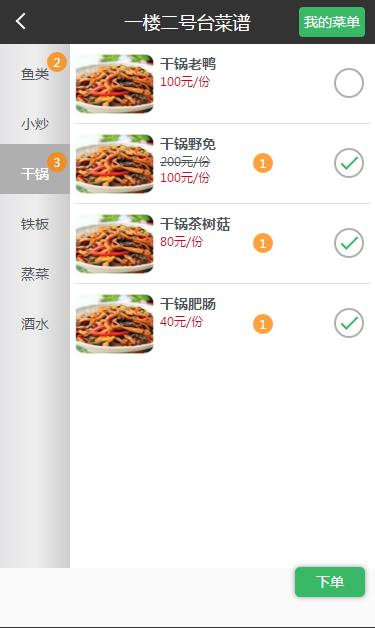 一楼二号台菜谱
我的菜单
鱼类
2
小炒
干锅
3
铁板
蒸菜
酒水
干锅老鸭
100元/份
干锅野兔
200元/份
100元/份
1
干锅茶树菇
80元/份
1
干锅肥肠
40元/份
1
下单